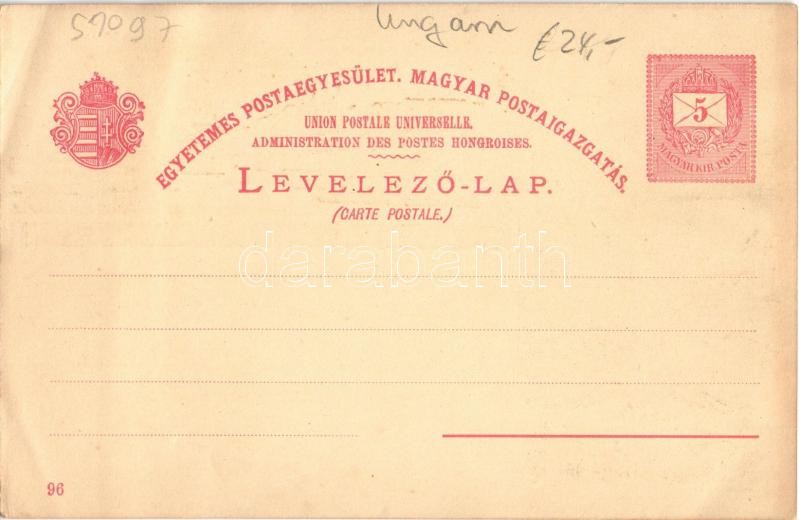 57097
Ungarn
€ 24,-
EGYETEMES POSTAEGYESÜLET. MAGYAR POSTAIGAZGATÁS.
5
MAGYAR KIR. POSTA
UNION POSTALE UNIVERSELLE.
ADMINISTRATION DES POSTES HONGROISES.
LEVELEZŐ-LAP.
(CARTE POSTALE.)
darabanth
96